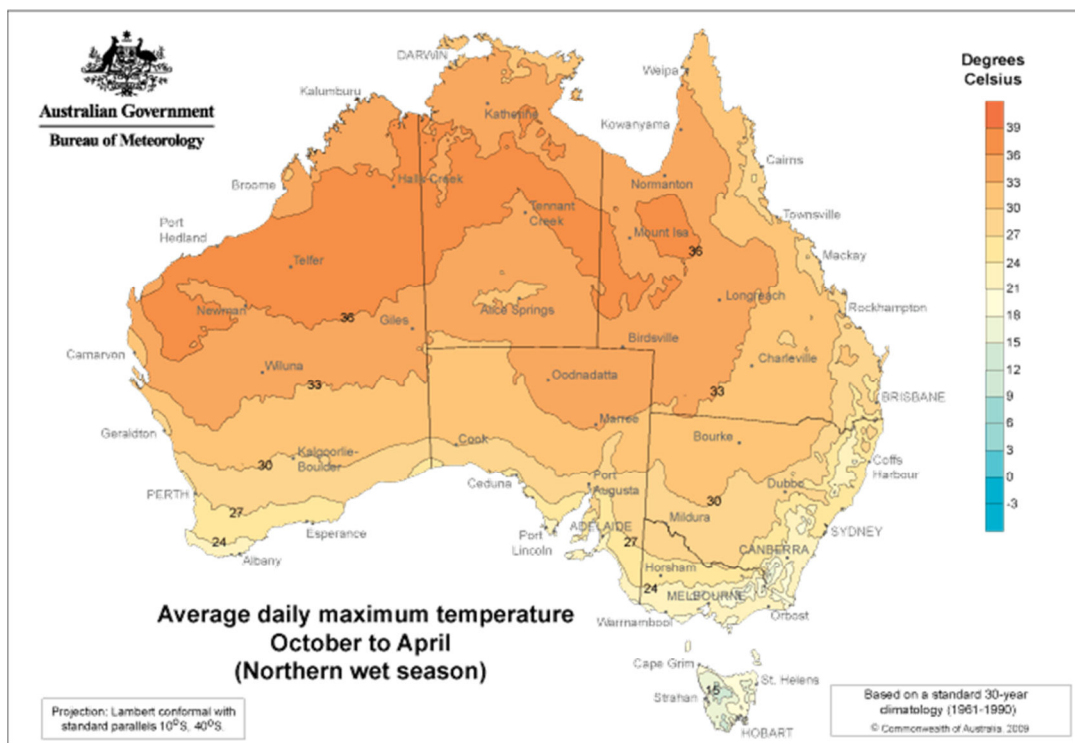 Australian Government
Bureau of Meteorology
Degrees
Celsius
39
36
33
30
27
24
21
18
15
12
9
6
3
0
-3
DARWIN
Weipa
Kalumburu
Katherine
Kowanyama
Cairns
Halls Creek
Normanton
Broome
Tennant
Creek
Townsville
Port
Hedland
Mount Isa
36
Mackay
Telfer
Longreach
Rockhampton
Newman
36
Alice Springs
Giles
Birdsville
Carnarvon
Charleville
Wiluna
Oodnadatta
33
33
BRISBANE
Marree
Geraldton
Bourke
Cook
Kalgoorlie-
Boulder
30
Coffs
Harbour
Ceduna
Port
Augusta
Dubbo
PERTH
30
27
Mildura
Esperance
Port
Lincoln
ADELAIDE
SYDNEY
24
27
CANBERRA
Albany
Horsham
24
MELBOURNE
Warrnambool
Orbost
Average daily maximum temperature
October to April
(Northern wet season)
Cape Grim
St. Helens
Strahan
15
HOBART
Projection: Lambert conformal with
standard parallels 10°S, 40°S.
Based on a standard 30-year
climatology (1961-1990)
© Commonwealth of Australia, 2009